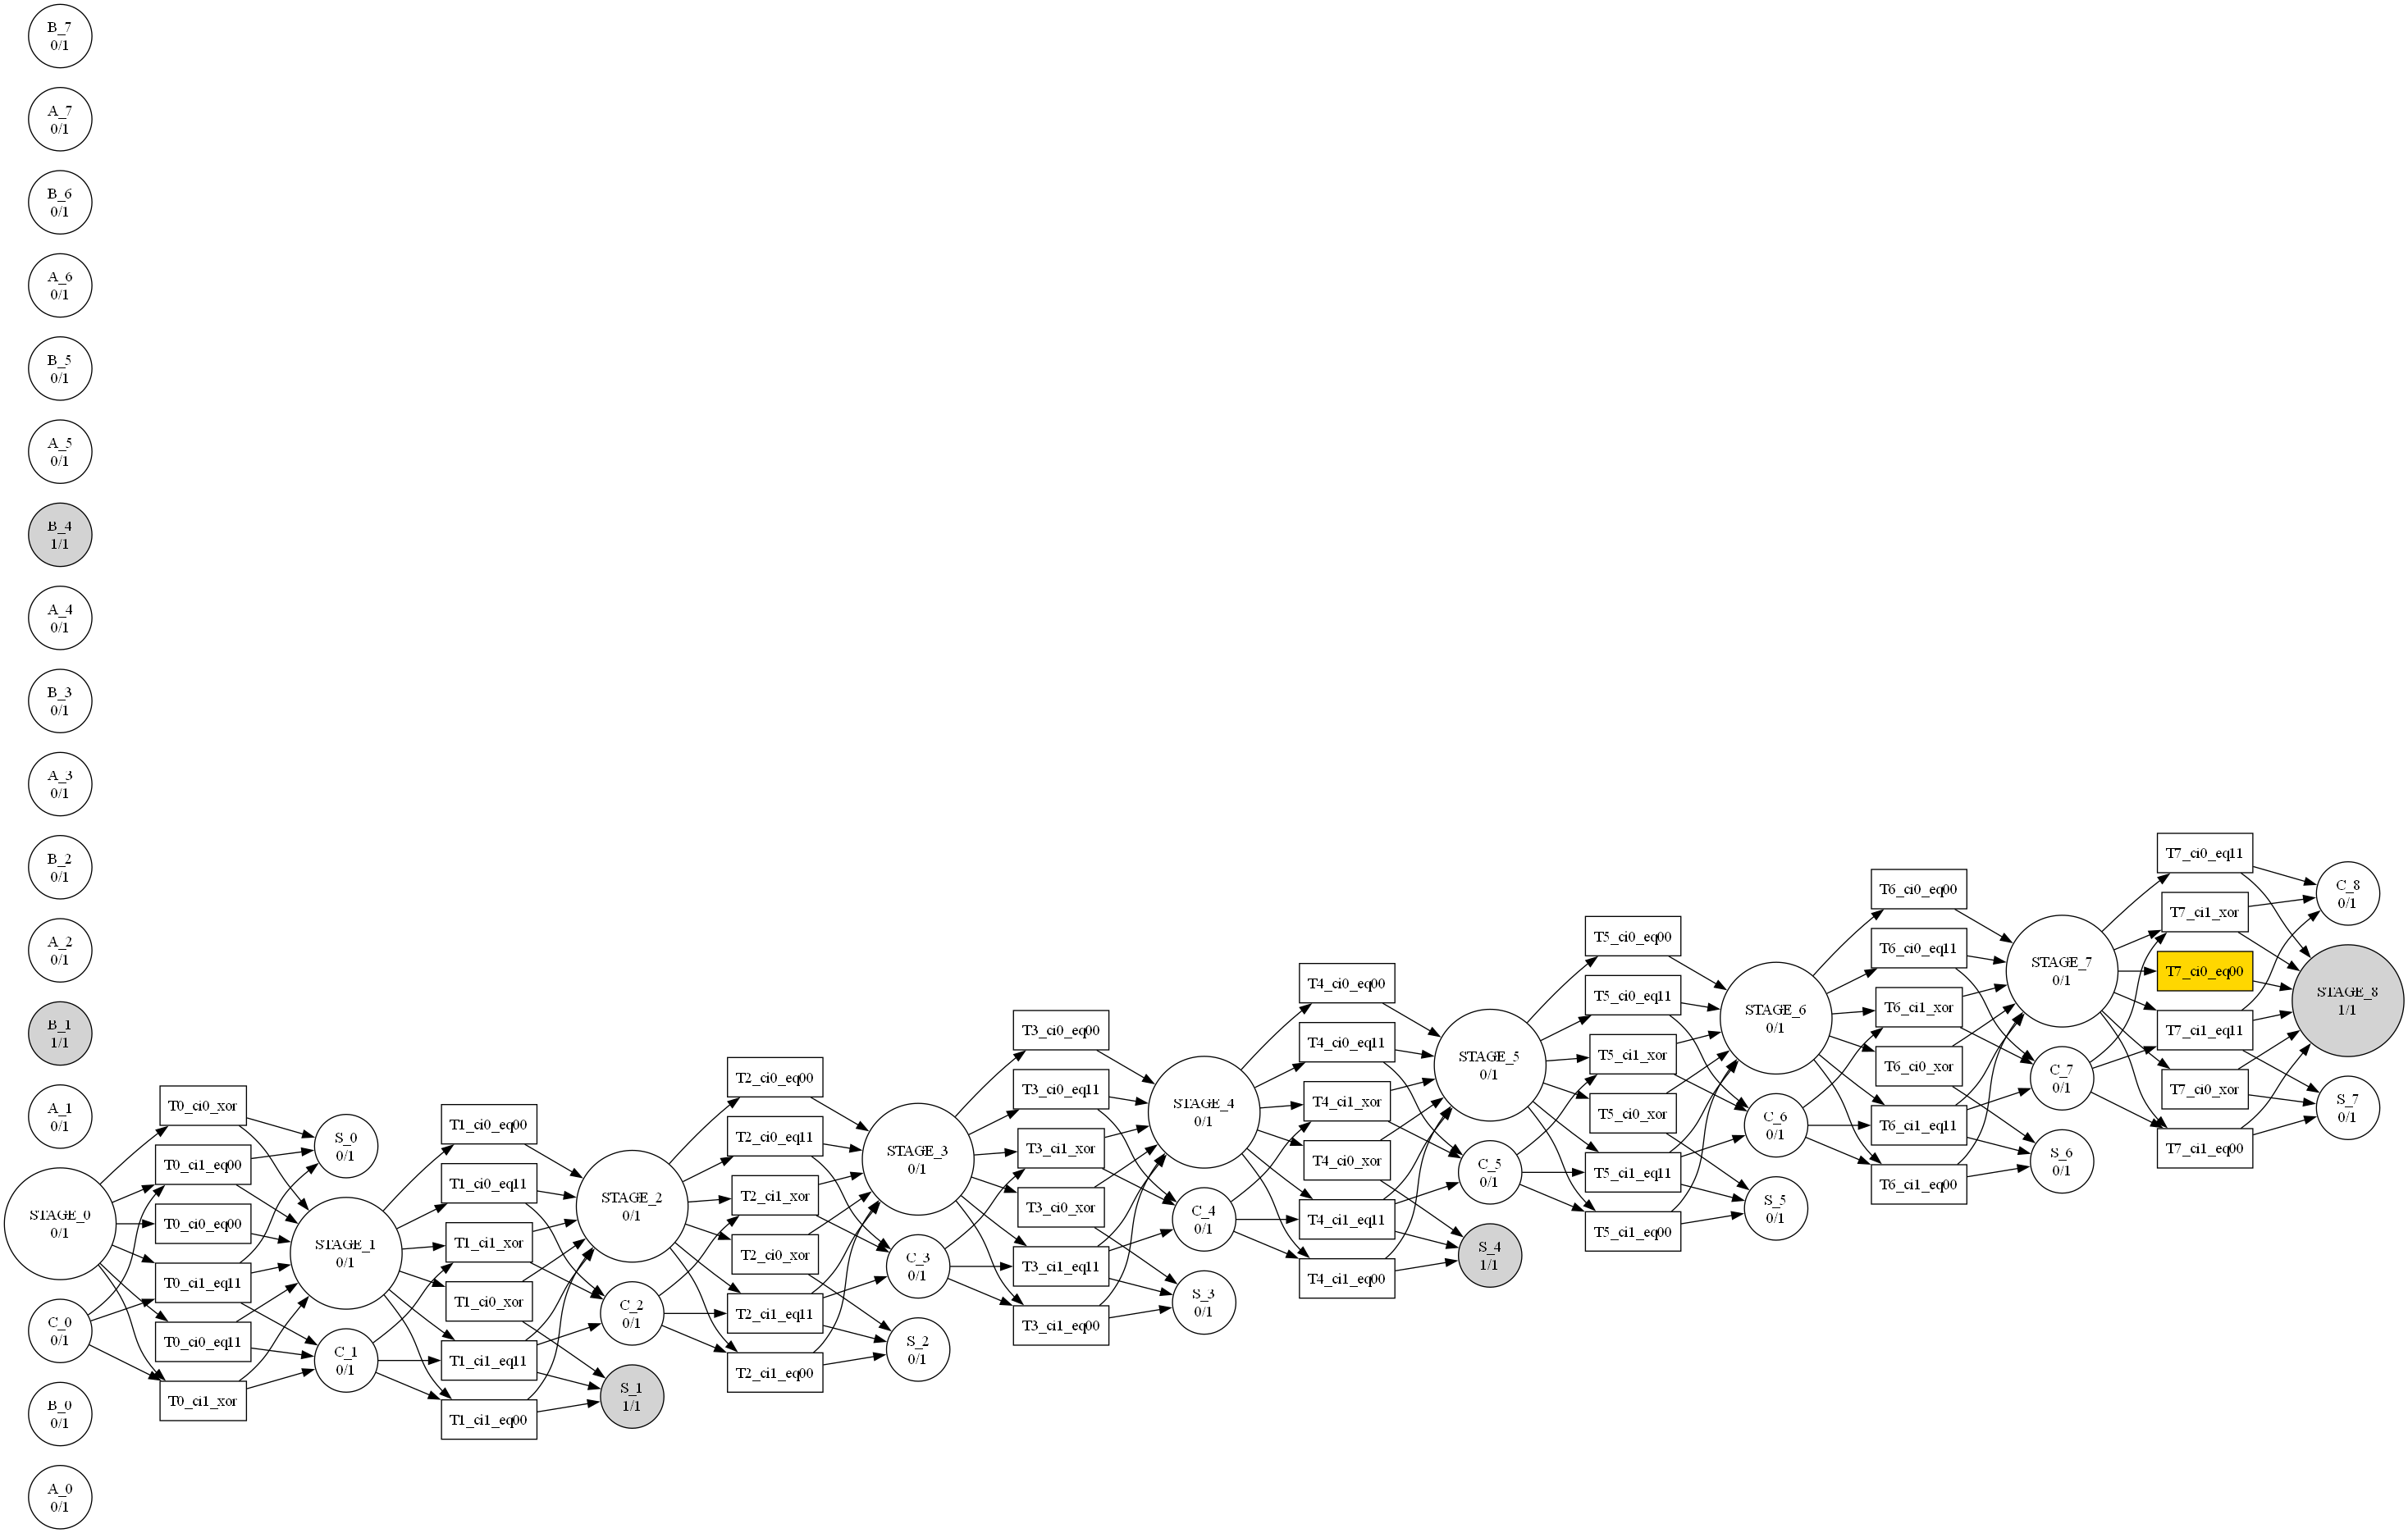 B_7
0/1
A_7
0/1
B_6
0/1
A_6
0/1
B_5
0/1
A_5
0/1
B_4
1/1
A_4
0/1
B_3
0/1
A_3
0/1
B_2
0/1
A_2
0/1
B_1
1/1
A_1
0/1
STAGE_0
0/1
C_0
0/1
B_0
0/1
A_0
0/1
T0_ci0_xor
T0_ci1_eq00
T0_ci0_eq00
T0_ci1_eq11
T0_ci0_eq11
T0_ci1_xor
S_0
0/1
STAGE_1
0/1
C_1
0/1
T1_ci0_eq00
T1_ci0_eq11
T1_ci1_xor
T1_ci0_xor
T1_ci1_eq11
T1_ci1_eq00
STAGE_2
0/1
C_2
0/1
S_1
1/1
T2_ci0_eq00
T2_ci0_eq11
T2_ci1_xor
T2_ci0_xor
T2_ci1_eq11
T2_ci1_eq00
STAGE_3
0/1
C_3
0/1
S_2
0/1
T3_ci0_eq00
T3_ci0_eq11
T3_ci1_xor
T3_ci0_xor
T3_ci1_eq11
T3_ci1_eq00
STAGE_4
0/1
C_4
0/1
S_3
0/1
T4_ci0_eq00
T4_ci0_eq11
T4_ci1_xor
T4_ci0_xor
T4_ci1_eq11
T4_ci1_eq00
STAGE_5
0/1
C_5
0/1
S_4
1/1
T5_ci0_eq00
T5_ci0_eq11
T5_ci1_xor
T5_ci0_xor
T5_ci1_eq11
T5_ci1_eq00
STAGE_6
0/1
C_6
0/1
S_5
0/1
T6_ci0_eq00
T6_ci0_eq11
T6_ci1_xor
T6_ci0_xor
T6_ci1_eq11
T6_ci1_eq00
STAGE_7
0/1
C_7
0/1
S_6
0/1
T7_ci0_eq11
T7_ci1_xor
T7_ci0_eq00
T7_ci1_eq11
T7_ci0_xor
T7_ci1_eq00
C_8
0/1
STAGE_8
1/1
S_7
0/1